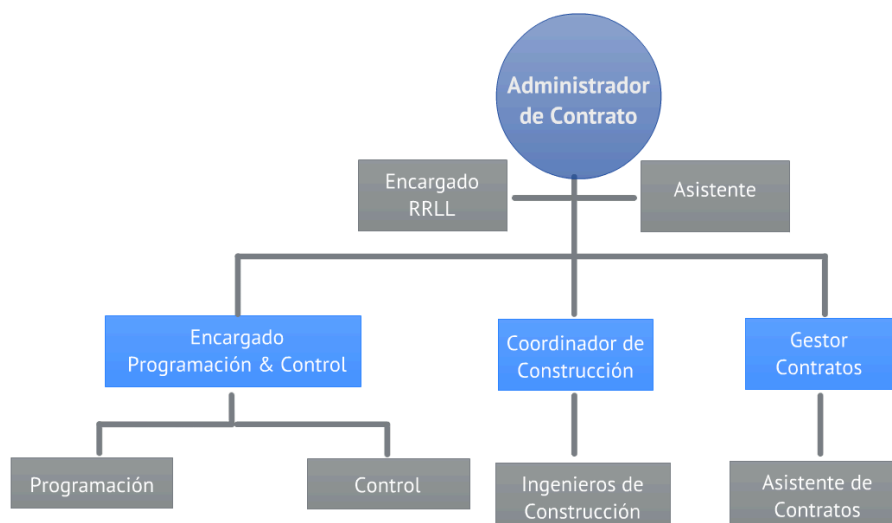 Administrador
de Contrato
Encargado
RRLL
Asistente
Encargado
Programación & Control
Coordinador de
Construcción
Gestor
Contratos
Programación
Control
Ingenieros de
Construcción
Asistente de
Contratos